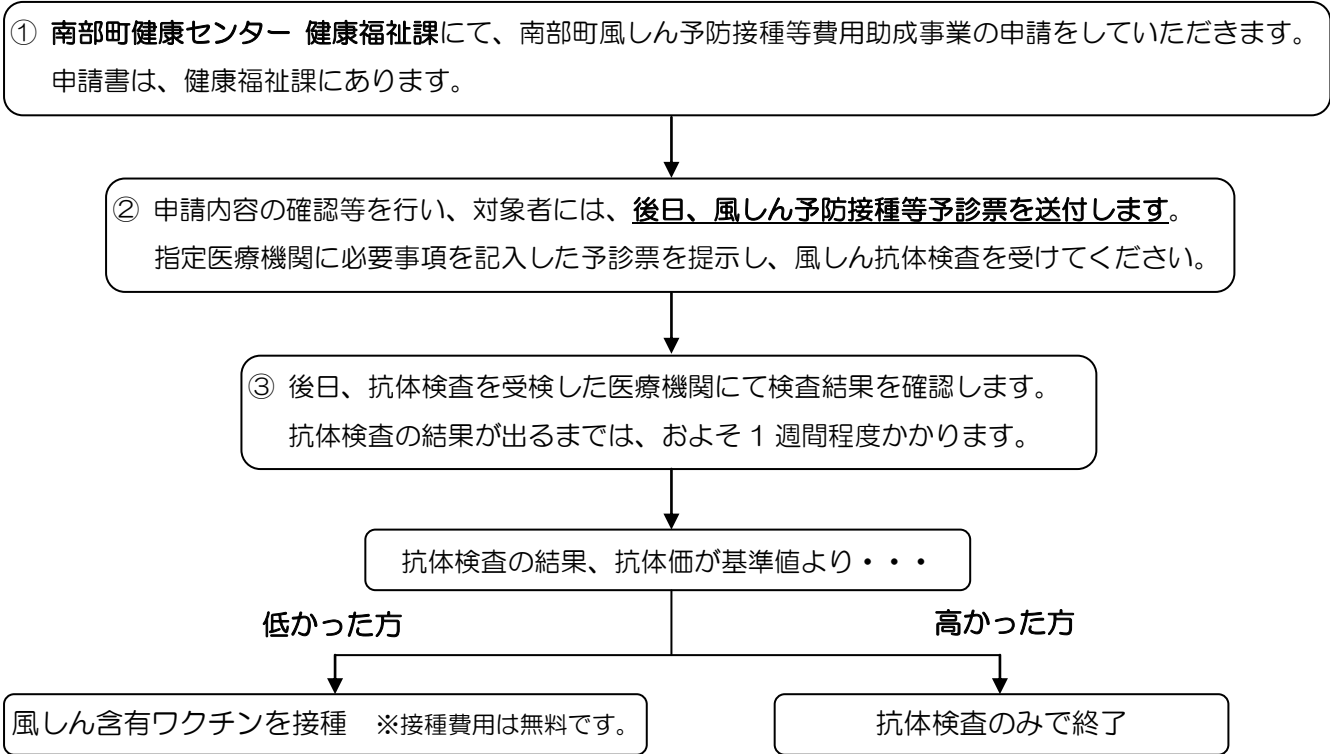 ① 南部町健康センター 健康福祉課にて、南部町風しん予防接種等費用助成事業の申請をしていただきます。
申請書は、健康福祉課にあります。
② 申請内容の確認等を行い、対象者には、後日、風しん予防接種等予診票を送付します。
指定医療機関に必要事項を記入した予診票を提示し、風しん抗体検査を受けてください。
③ 後日、抗体検査を受検した医療機関にて検査結果を確認します。
抗体検査の結果が出るまでは、およそ 1 週間程度かかります。
抗体検査の結果、抗体価が基準値より・・・
低かった方
高かった方
風しん含有ワクチンを接種 ※接種費用は無料です。
抗体検査のみで終了